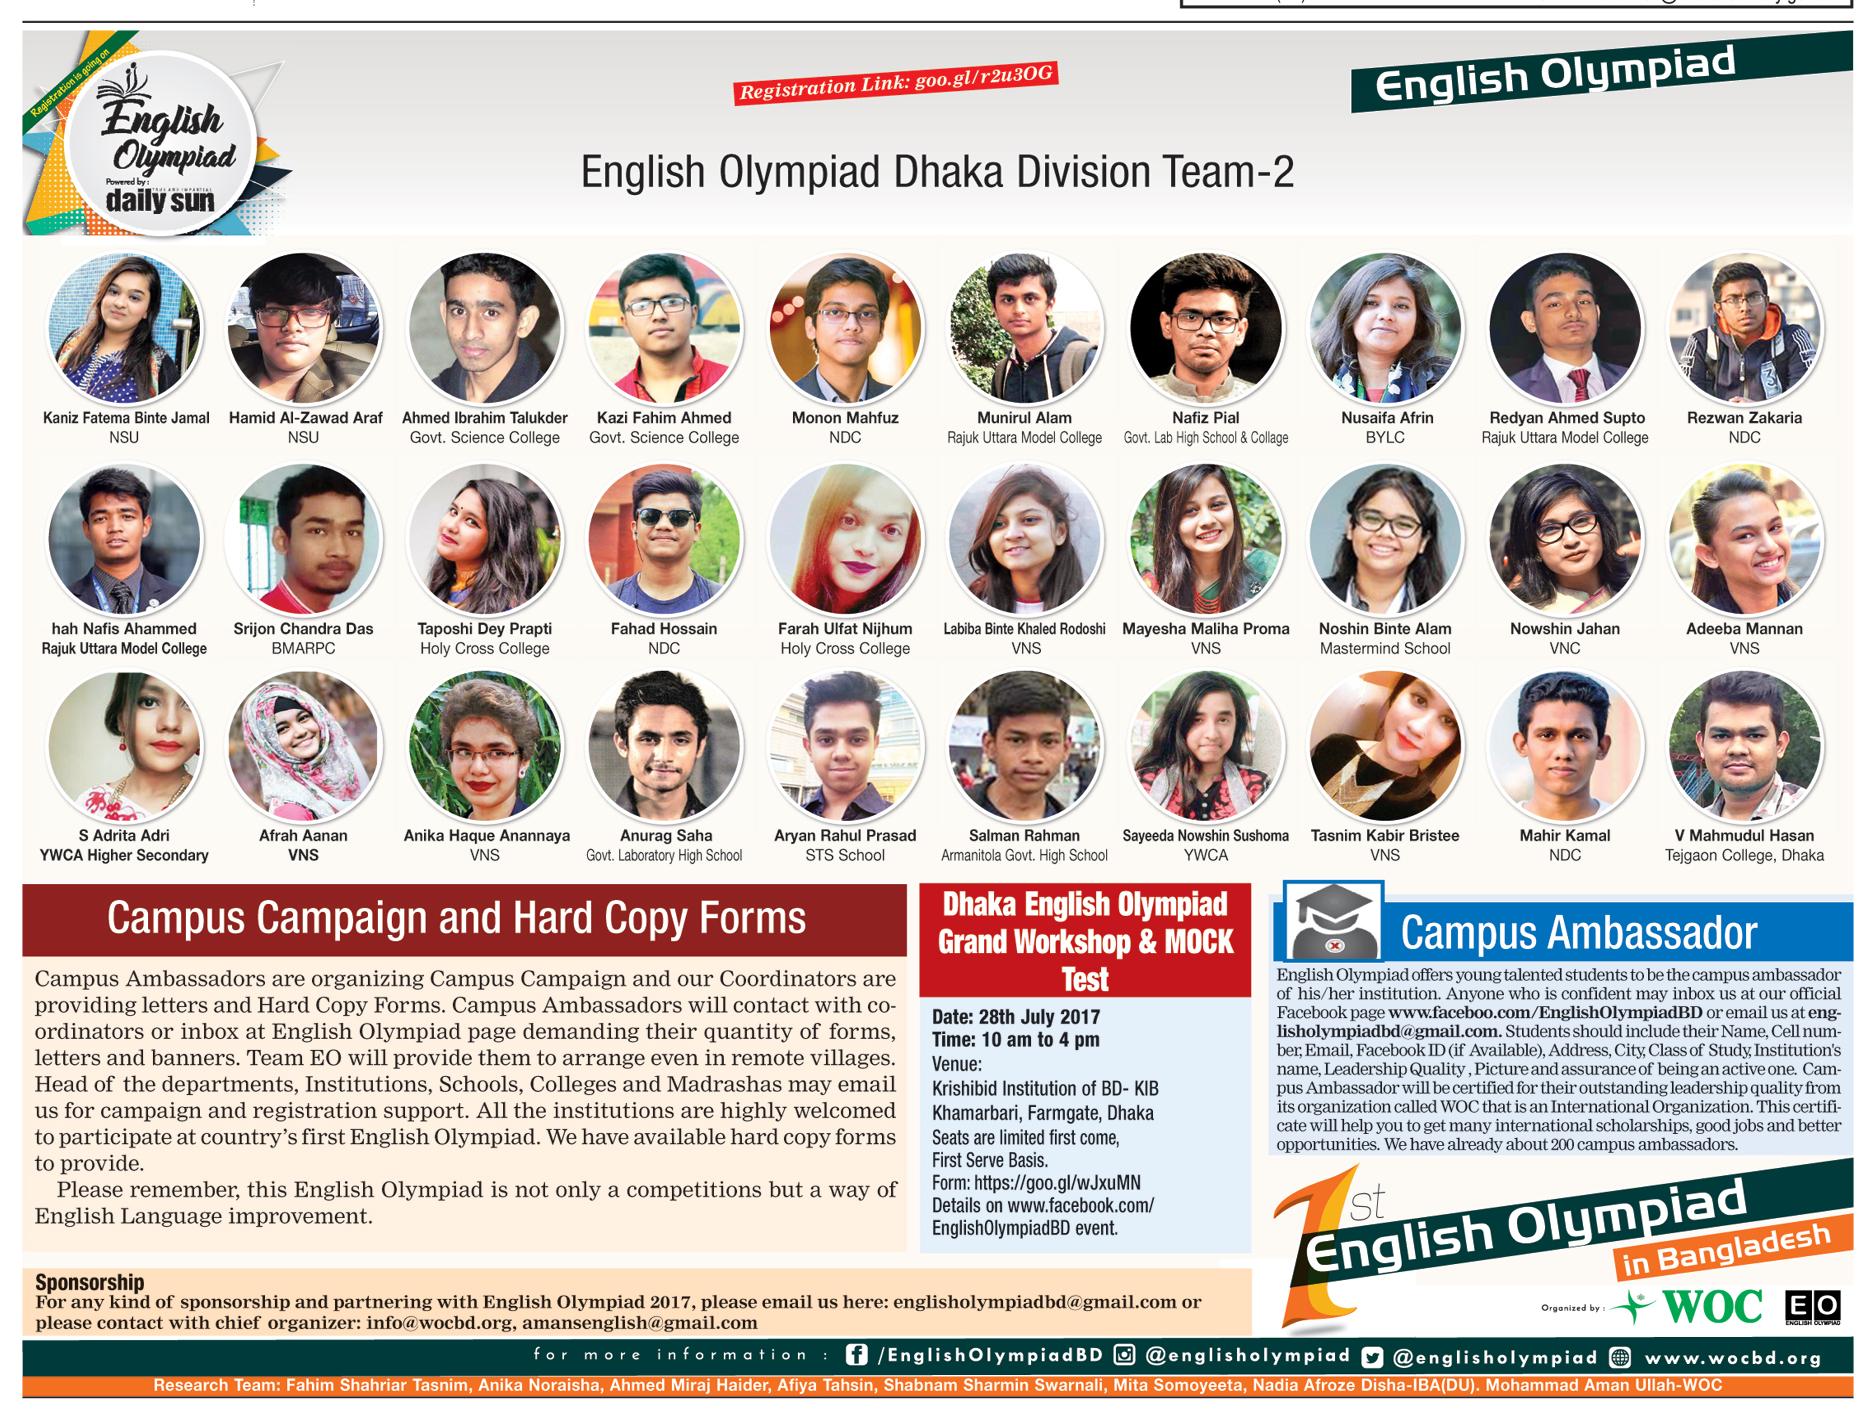 Registration is going on
English
Olympiad
Powered by :
TRUE AND IMPARTIAL
daily sun
Registration Link: goo.gl/r2u3OG
English Olympiad
English Olympiad Dhaka Division Team-2
Kaniz Fatema Binte Jamal Hamid Al-Zawad Araf Ahmed Ibrahim Talukder Kazi Fahim Ahmed Monon Mahfuz Munirul Alam Nafiz Pial Nusaifa Afrin Redyan Ahmed Supto Rezwan Zakaria
NSU NSU Govt. Science College Govt. Science College NDC Rajuk Uttara Model College Govt. Lab High School & Collage BYLC Rajuk Uttara Model College NDC
hah Nafis Ahammed Srijon Chandra Das Taposhi Dey Prapti Fahad Hossain Farah Ulfat Nijhum Labiba Binte Khaled Rodoshi Mayesha Maliha Proma Noshin Binte Alam Nowshin Jahan Adeeba Mannan
Rajuk Uttara Model College BMARPC Holy Cross College NDC Holy Cross College VNS VNS Mastermind School VNC VNS
S Adrita Adri Afrah Aanan Anika Haque Anannaya Anurag Saha Aryan Rahul Prasad Salman Rahman Sayeeda Nowshin Sushoma Tasnim Kabir Bristee Mahir Kamal V Mahmudul Hasan
YWCA Higher Secondary VNS VNS Govt. Laboratory High School STS School Armanitola Govt. High School YWCA VNS NDC Tejgaon College, Dhaka
Campus Campaign and Hard Copy Forms
Campus Ambassadors are organizing Campus Campaign and our Coordinators are
providing letters and Hard Copy Forms. Campus Ambassadors will contact with co-
ordinators or inbox at English Olympiad page demanding their quantity of forms,
letters and banners. Team EO will provide them to arrange even in remote villages.
Head of the departments, Institutions, Schools, Colleges and Madrashas may email
us for campaign and registration support. All the institutions are highly welcomed
to participate at country's first English Olympiad. We have available hard copy forms
to provide.
Please remember, this English Olympiad is not only a competitions but a way of
English Language improvement.
Dhaka English Olympiad
Grand Workshop & MOCK
Test
Date: 28th July 2017
Time: 10 am to 4 pm
Venue:
Krishibid Institution of BD- KIB
Khamarbari, Farmgate, Dhaka
Seats are limited first come,
First Serve Basis.
Form: https://goo.gl/wJxuMN
Details on www.facebook.com/
EnglishOlympiadBD event.
Campus Ambassador
English Olympiad offers young talented students to be the campus ambassador
of his/her institution. Anyone who is confident may inbox us at our official
Facebook page www.faceboo.com/EnglishOlympiadBD or email us at eng-
lisholympiadbd@gmail.com. Students should include their Name, Cell num-
ber, Email, Facebook ID (if Available), Address, City, Class of Study, Institution's
name, Leadership Quality , Picture and assurance of being an active one. Cam-
pus Ambassador will be certified for their outstanding leadership quality from
its organization called WOC that is an International Organization. This certifi-
cate will help you to get many international scholarships, good jobs and better
opportunities. We have already about 200 campus ambassadors.
1st
English Olympiad
in Bangladesh
Organized by : WOC EO
ENGLISH OLYMPIAD
Sponsorship
For any kind of sponsorship and partnering with English Olympiad 2017, please email us here: englisholympiadbd@gmail.com or
please contact with chief organizer: info@wocbd.org, amansenglish@gmail.com
for more information : /EnglishOlympiadBD @englisholympiad @englisholympiad www.wocbd.org
Research Team: Fahim Shahriar Tasnim, Anika Noraisha, Ahmed Miraj Haider, Afiya Tahsin, Shabnam Sharmin Swarnali, Mita Somoyeeta, Nadia Afroze Disha-IBA(DU). Mohammad Aman Ullah-WOC